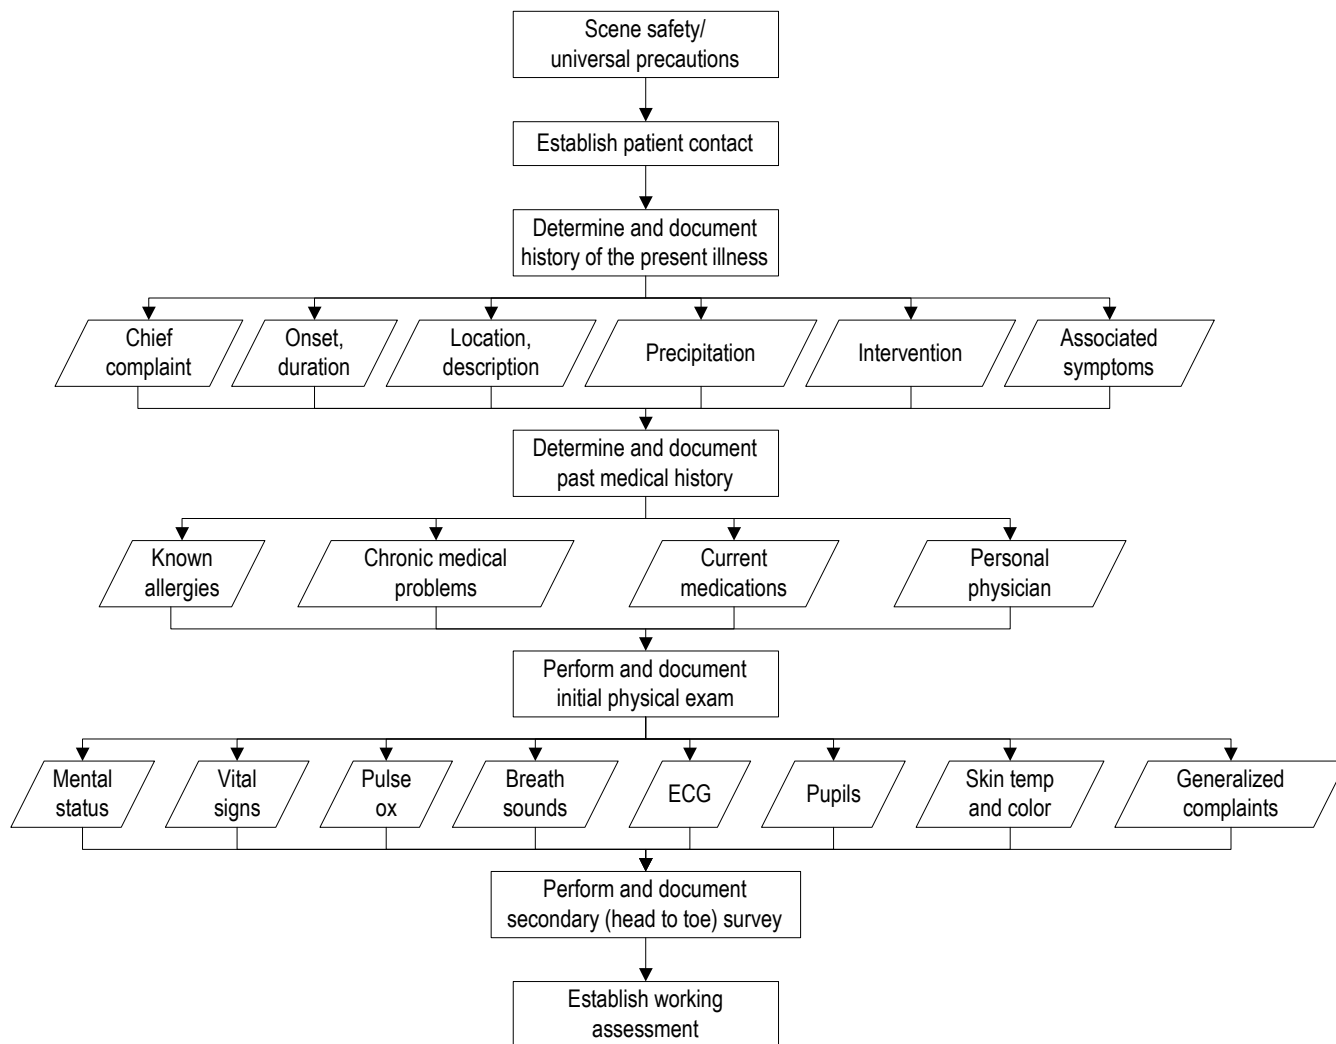 Scene safety/
universal precautions
Establish patient contact
Determine and document
history of the present illness
Chief
complaint
Onset,
duration
Location,
description
Precipitation
Intervention
Associated
symptoms
Determine and document
past medical history
Known
allergies
Chronic medical
problems
Current
medications
Personal
physician
Perform and document
initial physical exam
Mental
status
Vital
signs
Pulse
ox
Breath
sounds
ECG
Pupils
Skin temp
and color
Generalized
complaints
Perform and document
secondary (head to toe) survey
Establish working
assessment